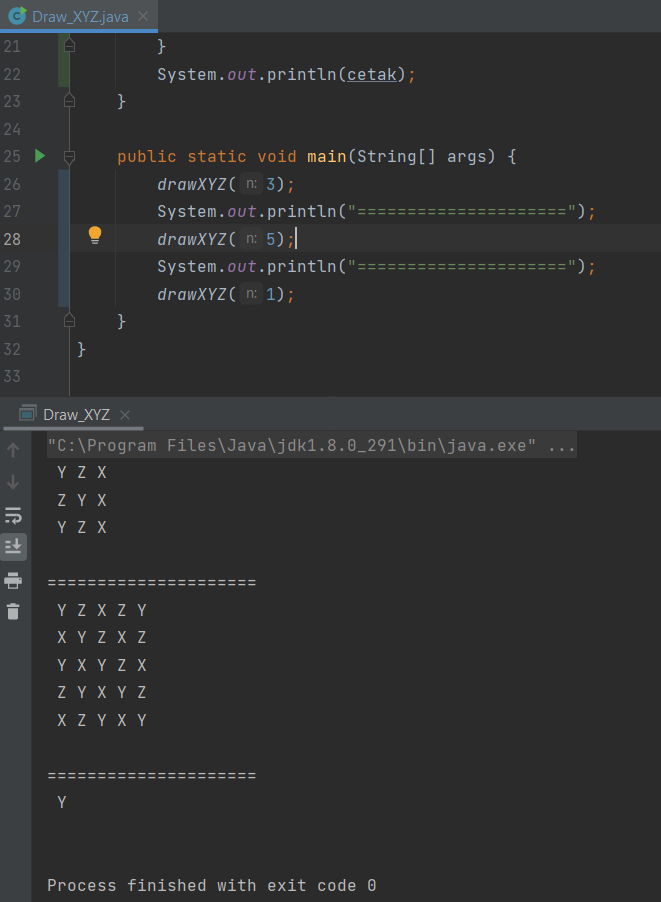 Draw_XYZ.java
21 }
22 System.out.println(cetak);
23 }
24
25 public static void main(String[] args) {
26 drawXYZ( n: 3);
27 System.out.println("=====================");
28 drawXYZ( n: 5);
29 System.out.println("=====================");
30 drawXYZ( n: 1);
31 }
32 }
33
Draw_XYZ
"C:\Program Files\Java\jdk1.8.0_291\bin\java.exe" ...
Y Z X
Z Y X
Y Z X
=====================
Y Z X Z Y
X Y Z X Z
Y X Y Z X
Z Y X Y Z
X Z Y X Y
=====================
Y
Process finished with exit code 0